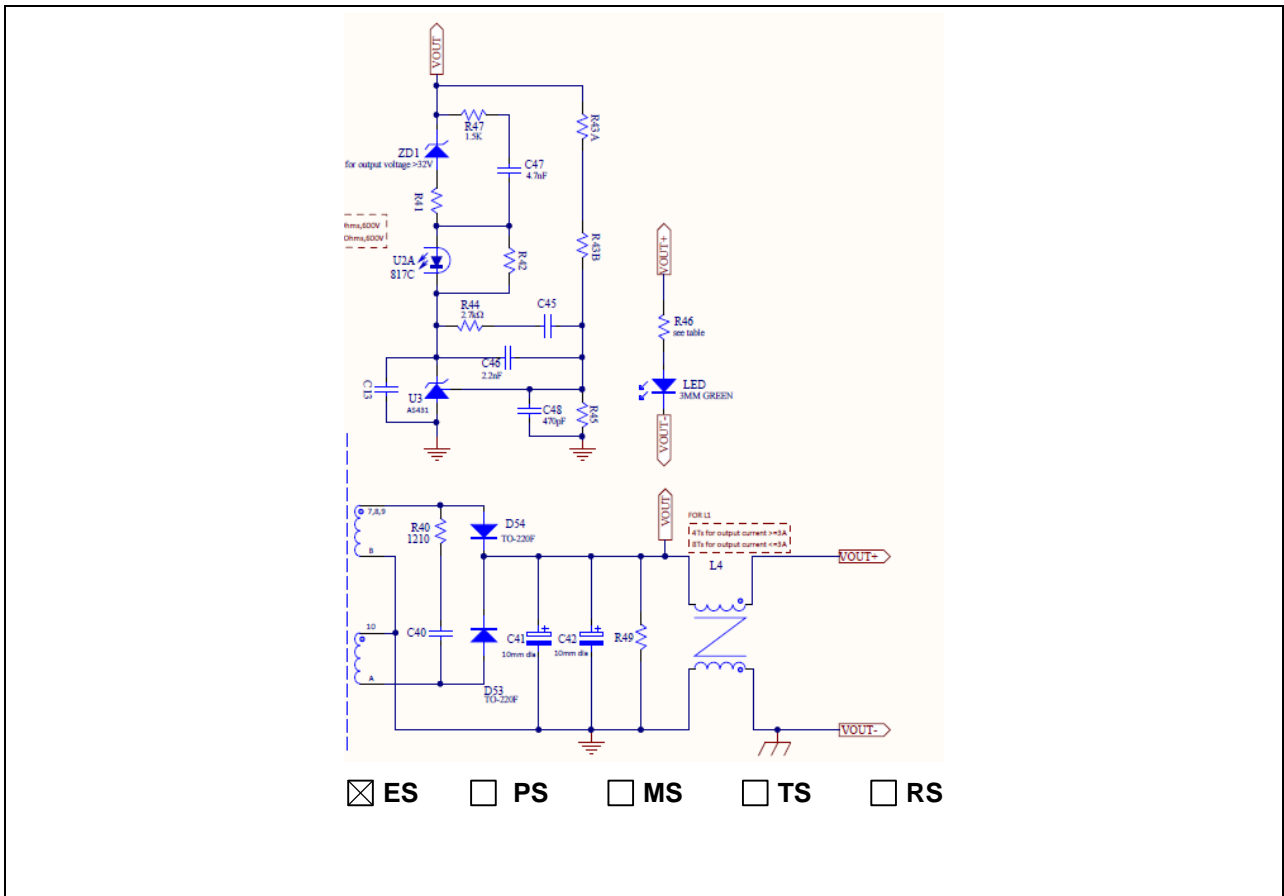 VOUT
R47
1.5K
R43A
ZD1
for output voltage >32V
C47
4.7nF
R41
hms,600V
Ohms,600V
U2A
817C
R42
R43B
VOUT+
R44
2.7kΩ
C45
R46
see table
C46
2.2nF
C13
U3
AS431
C48
470pF
R45
LED
3MM GREEN
VOUT-
7,8,9
B
R40
1210
D54
TO-220F
VOUT
FOR L1
4Ts for output current >=5A
8Ts for output current <=3A
L4
VOUT+
10
A
C40
C41
10mm dia
C42
10mm dia
R49
D53
TO-220F
VOUT-
ES PS MS TS RS